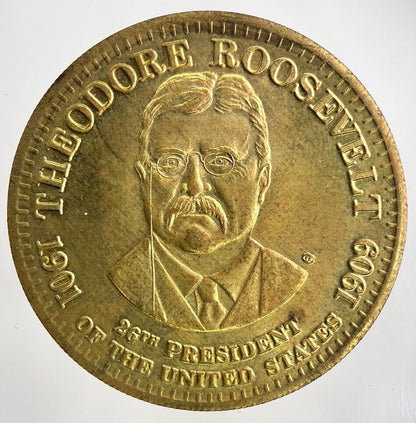 THEODORE ROOSEVELT
1901 1909
26TH PRESIDENT
OF THE UNITED STATES